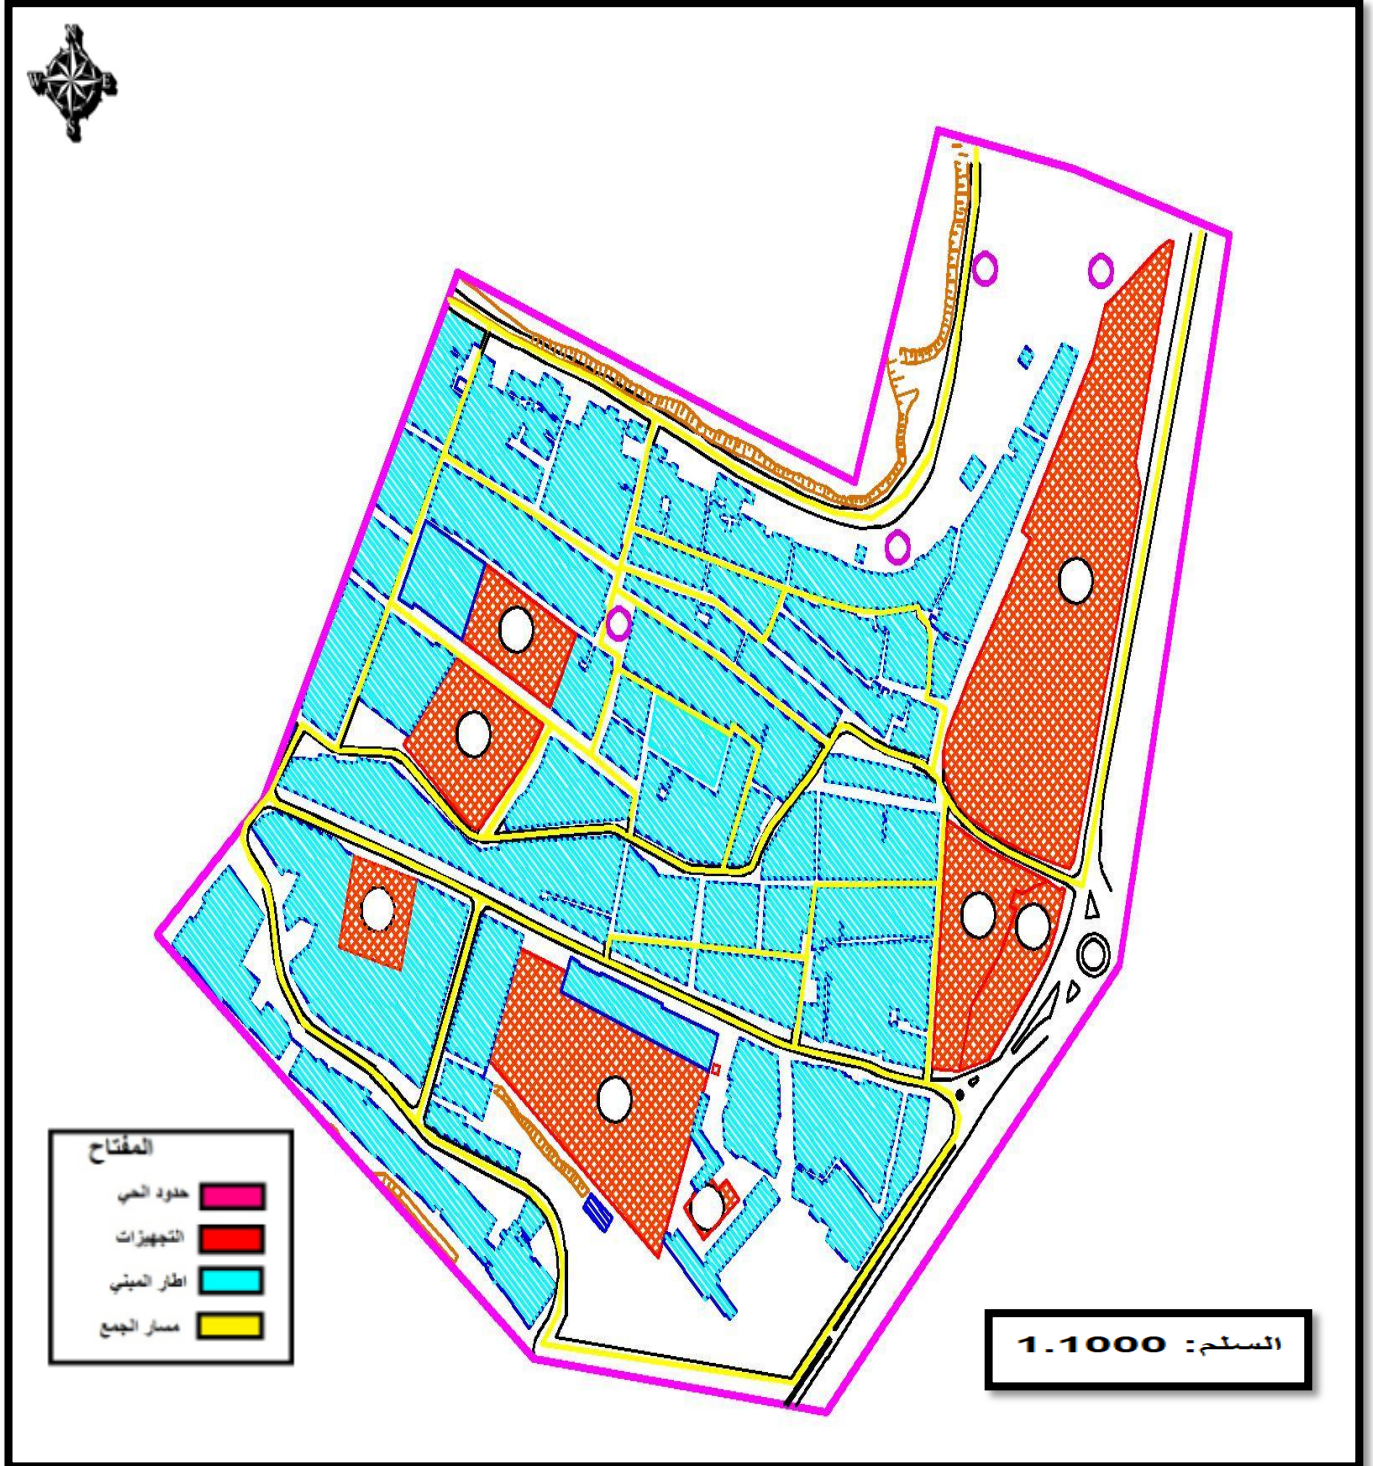 N
W E
S
المفتاح
حدود الحي
التجهيزات
اطار المبني
مسار الجمع
السلم: 1.1000